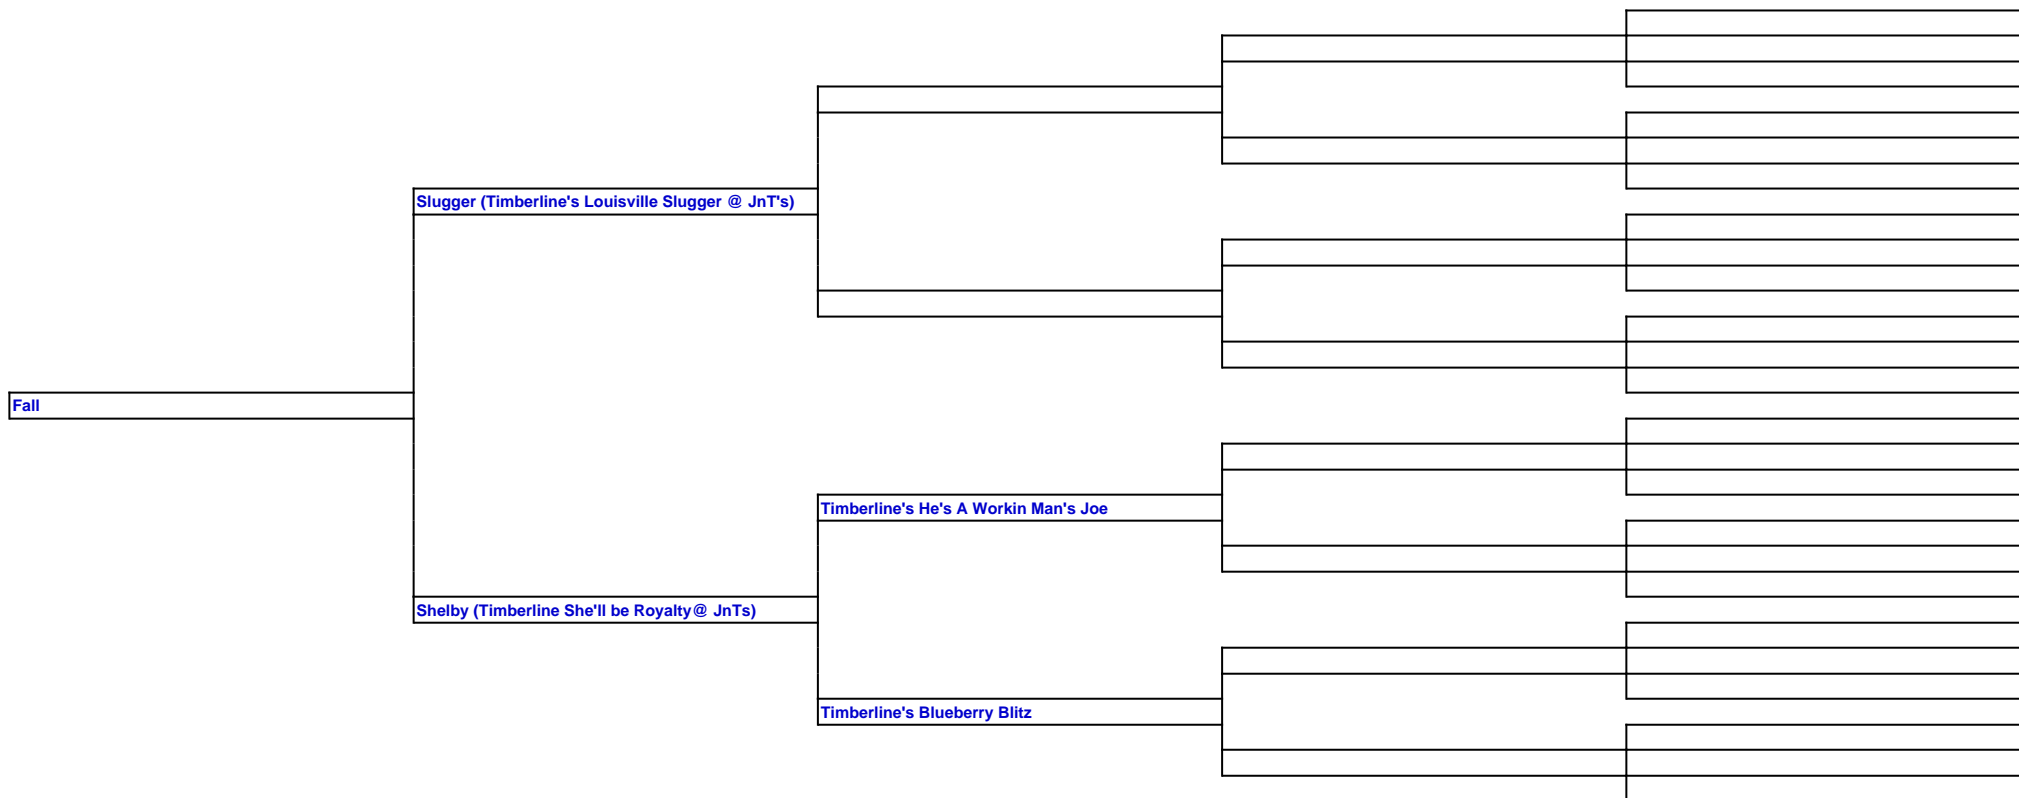 Slugger (Timberline's Louisville Slugger @ JnT's)
Fall
Timberline's He's A Workin Man's Joe
Shelby (Timberline She'll be Royalty@ JnTs)
Timberline's Blueberry Blitz